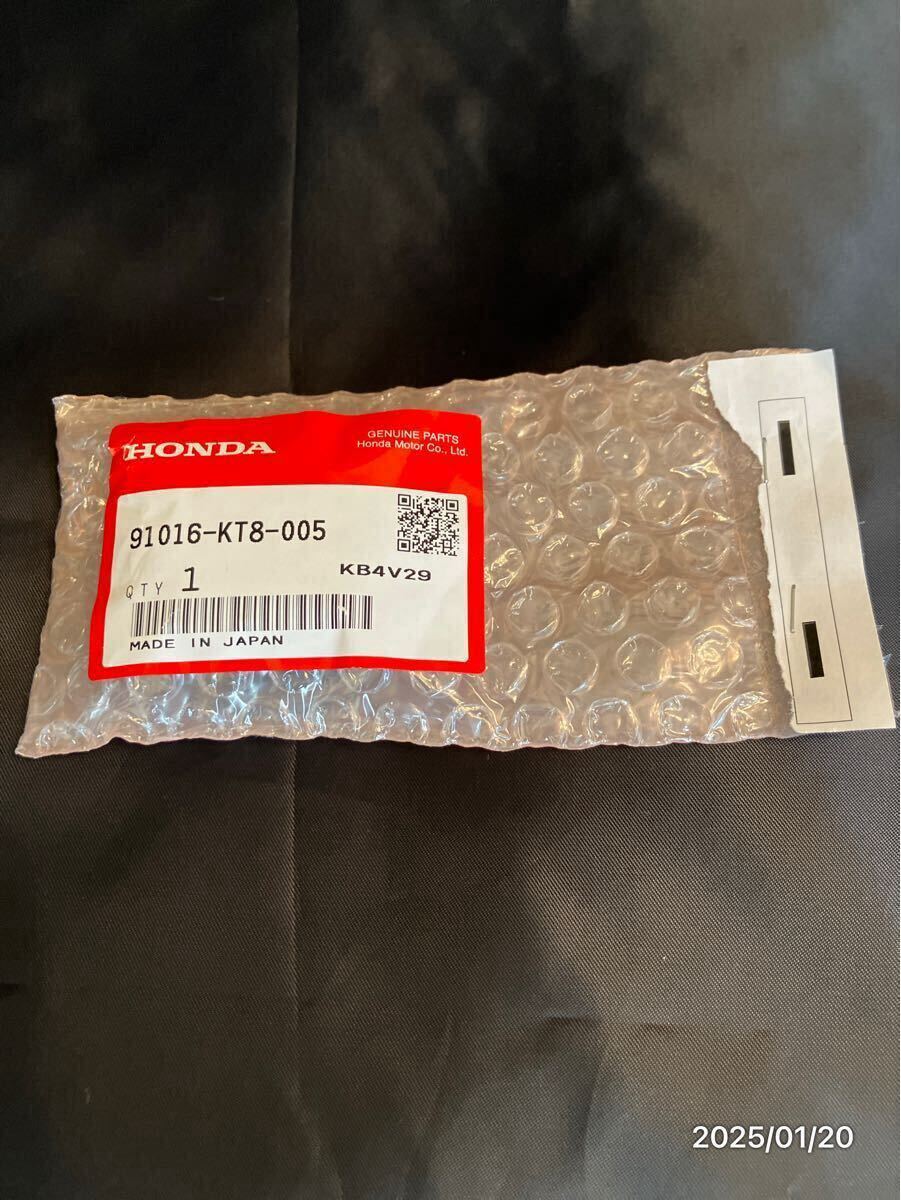 HONDA
GENUINE PARTS
Honda Motor Co., Ltd.
91016-KT8-005
QTY 1
KB4V29
MADE IN JAPAN
2025/01/20